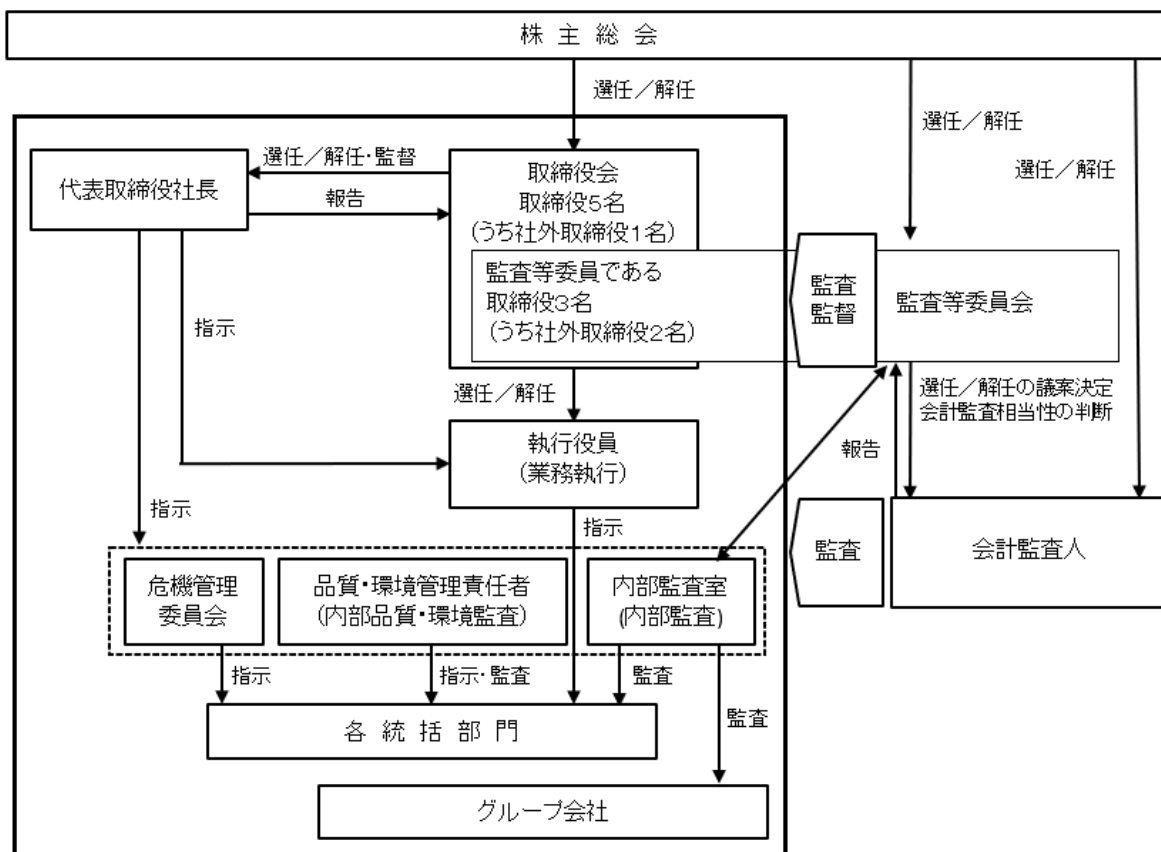 株 主 総 会
選任／解任
選任／解任
選任／解任
代表取締役社長
選任／解任・監督
報告
取締役会
取締役5名
(うち社外取締役1名)
監査等委員である
取締役3名
(うち社外取締役2名)
監査
監督
監査等委員会
指示
選任／解任
選任／解任の議案決定
会計監査相当性の判断
執行役員
(業務執行)
報告
指示
指示
監査
会計監査人
危機管理
委員会
品質・環境管理責任者
(内部品質・環境監査)
内部監査室
(内部監査)
指示
指示・監査
監査
監査
各 統 括 部 門
グループ会社